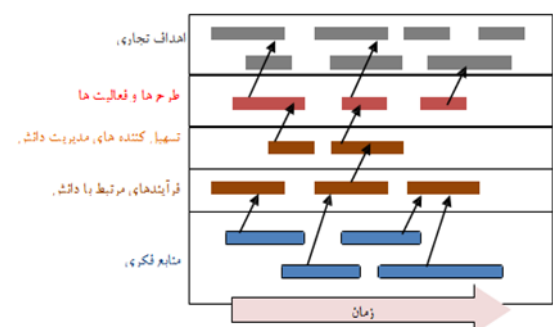 اهداف تجاری
طرح ها و فعالیت ها
تسهیل کننده های مدیریت دانش
فرآیندهای مرتبط با دانش
منابع فکری
زمان